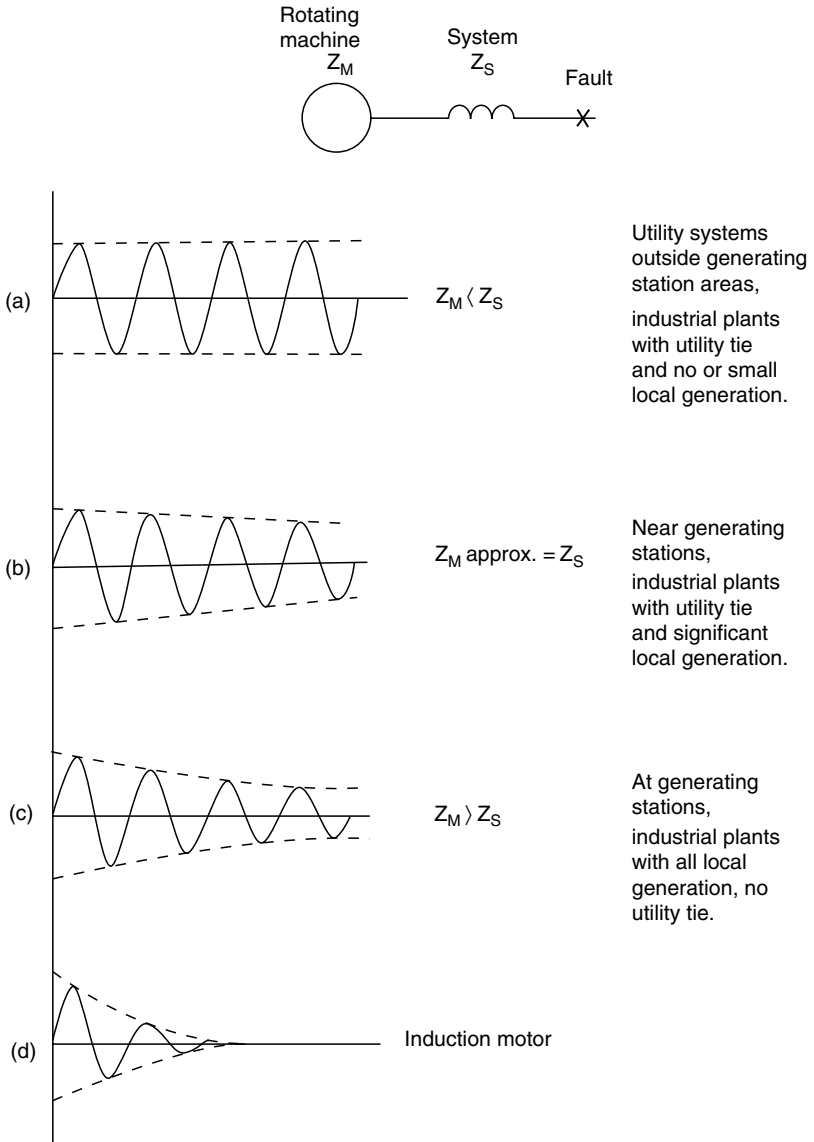 Rotating
machine
Z_M
System
Z_S
Fault
(a)
Z_M ⟨ Z_S
Utility systems
outside generating
station areas,
industrial plants
with utility tie
and no or small
local generation.
(b)
Z_M approx. = Z_S
Near generating
stations,
industrial plants
with utility tie
and significant
local generation.
(c)
Z_M ⟩ Z_S
At generating
stations,
industrial plants
with all local
generation, no
utility tie.
(d)
Induction motor